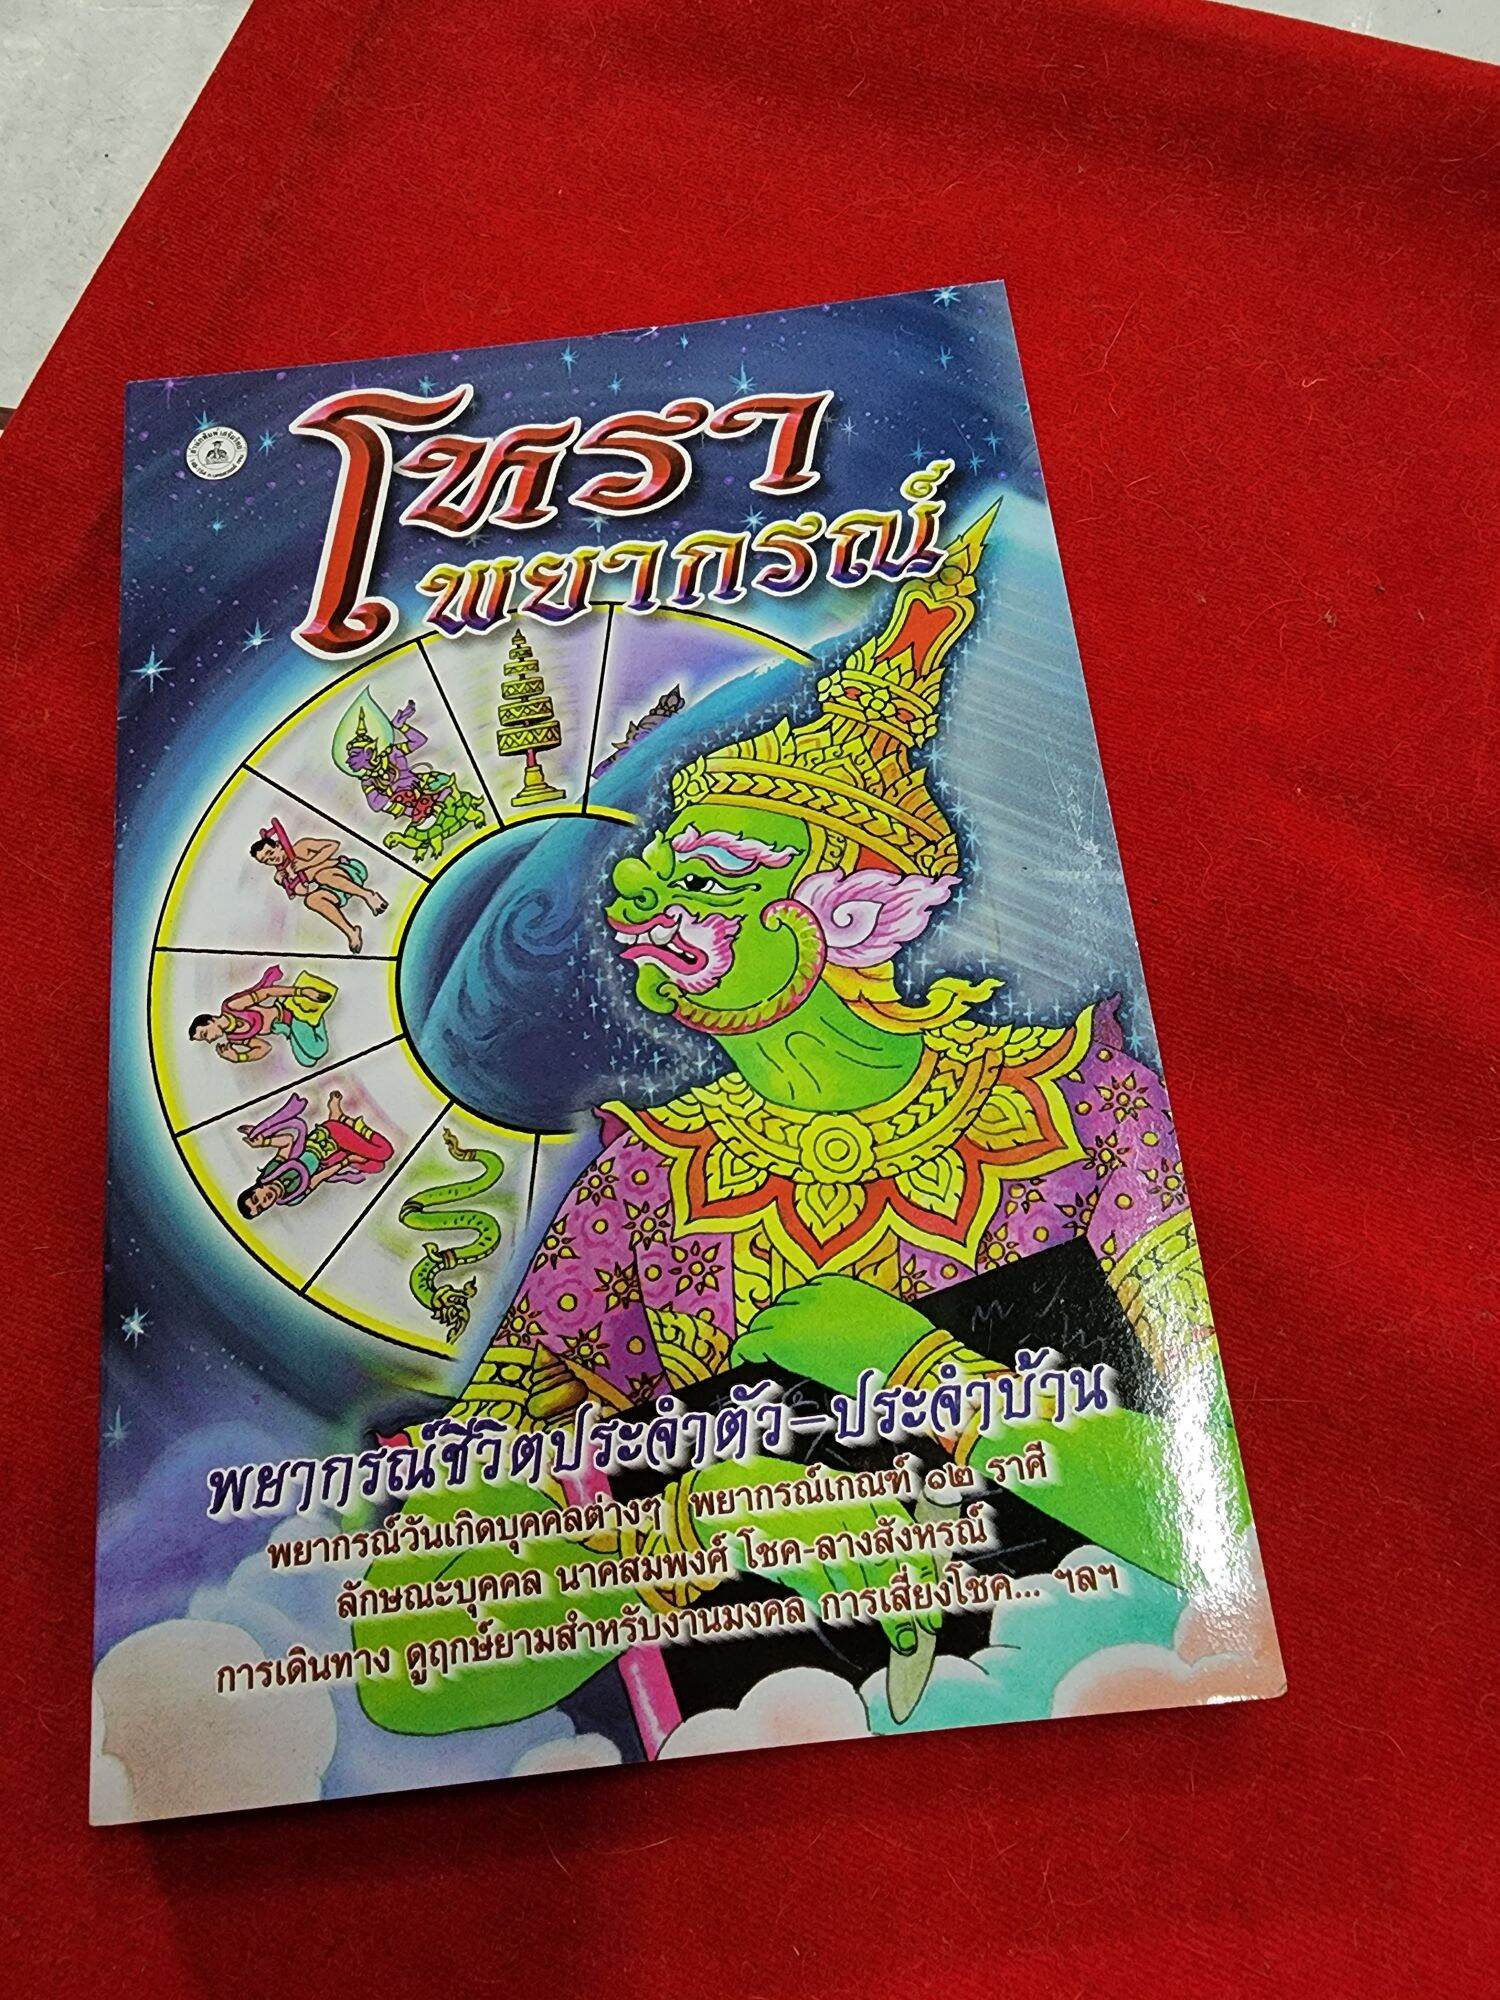 โหรา
พยากรณ์
พยากรณ์ชีวิตประจำตัว-ประจำบ้าน
พยากรณ์วันเกิดบุคคลต่างๆ พยากรณ์เกณฑ์ ๑๒ ราศี
ลักษณะบุคคล นาคสมพงศ์ โชค-ลางสังหรณ์
การเดินทาง ดูฤกษ์ยามสำหรับงานมงคล การเสี่ยงโชค... ฯลฯ